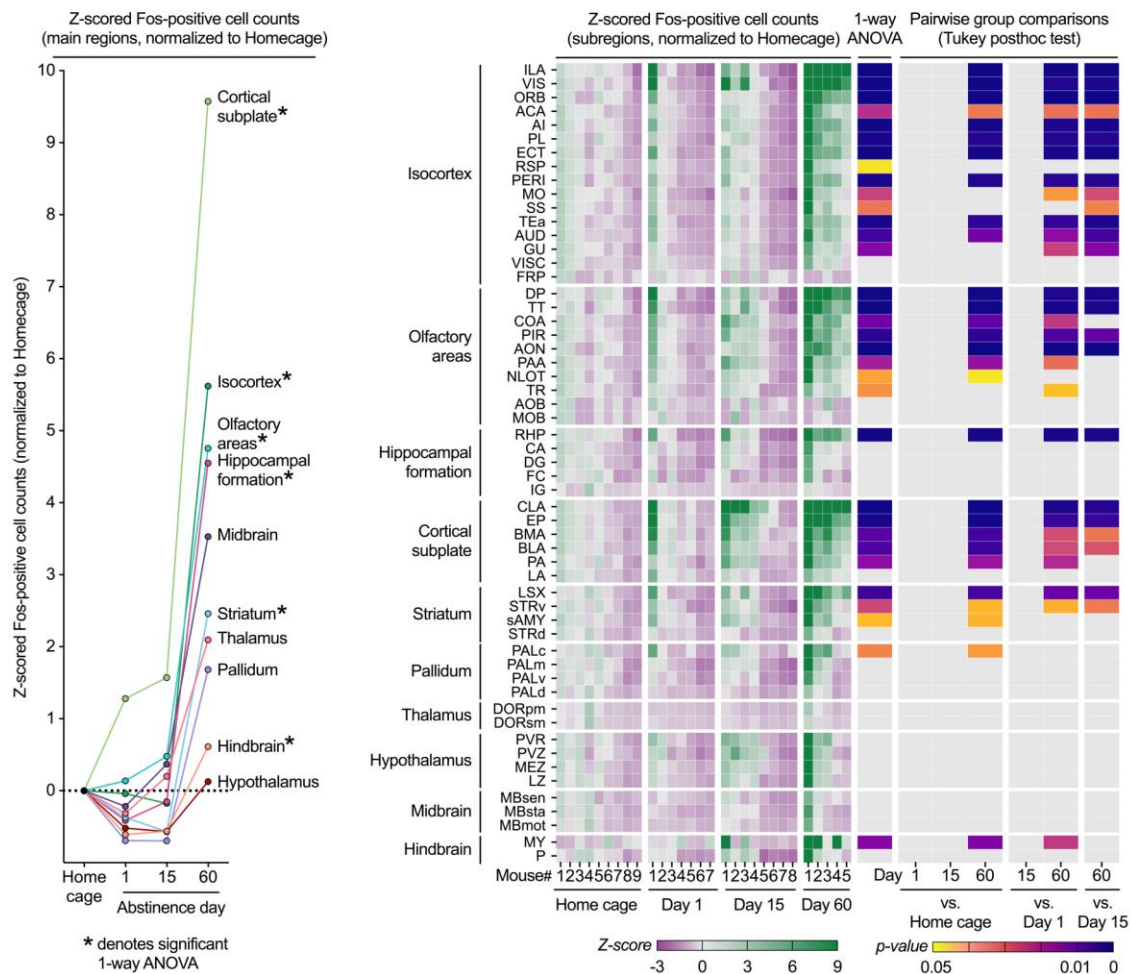 Z-scored Fos-positive cell counts
(main regions, normalized to Homecage)
Z-scored Fos-positive cell counts (normalized to Homecage)
10
9
8
7
6
5
4
3
2
1
0
Cortical
subplate*
Isocortex*
Olfactory
areas*
Hippocampal
formation*
Midbrain
Striatum*
Thalamus
Pallidum
Hindbrain*
Hypothalamus
Home
cage
1 15 60
Abstinence day
* denotes significant
1-way ANOVA
Z-scored Fos-positive cell counts
(subregions, normalized to Homecage)
1-way
ANOVA
Pairwise group comparisons
(Tukey posthoc test)
Isocortex
ILA
VIS
ORB
ACA
AI
PL
ECT
RSP
PERI
MO
SS
TEa
AUD
GU
VISC
FRP
Olfactory
areas
DP
TT
COA
PIR
AON
PAA
NLOT
TR
AOB
MOB
Hippocampal
formation
RHP
CA
DG
FC
IG
Cortical
subplate
CLA
EP
BMA
BLA
PA
LA
Striatum
LSX
STRv
sAMY
STRd
Pallidum
PALc
PALm
PALv
PALd
Thalamus
DORpm
DORsm
Hypothalamus
PVR
PVZ
MEZ
LZ
Midbrain
MBsen
MBsta
MBmot
Hindbrain
MY
P
Mouse# 123456789 1234567 12345678 12345
Home cage Day 1 Day 15 Day 60
Day 1 15 60 15 60 60
vs.
Home cage
vs.
Day 1
vs.
Day 15
Z-score
-3 0 3 6 9
p-value
0.05 0.01 0